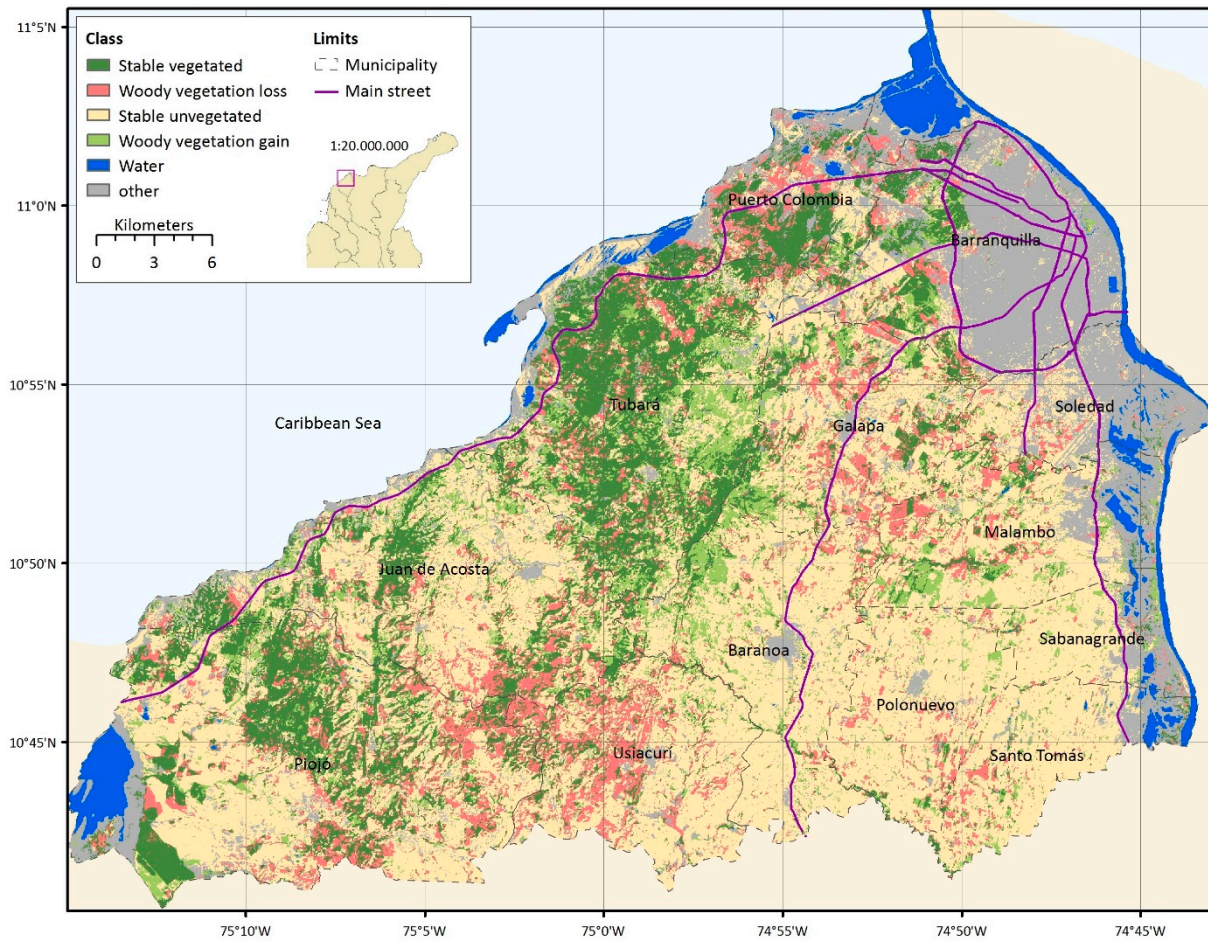 11°5'N
11°0'N
10°55'N
10°50'N
10°45'N
Class
Stable vegetated
Woody vegetation loss
Stable unvegetated
Woody vegetation gain
Water
other
Limits
Municipality
Main street
1:20.000.000
Kilometers
0 3 6
Puerto Colombia
Barranquilla
Caribbean Sea
Tubará
Soledad
Galapa
Malambo
Juan de Acosta
Sabanagrande
Baranoa
Polonuevo
Usiacurí
Santo Tomás
Piojó
75°10'W 75°5'W 75°0'W 74°55'W 74°50'W 74°45'W